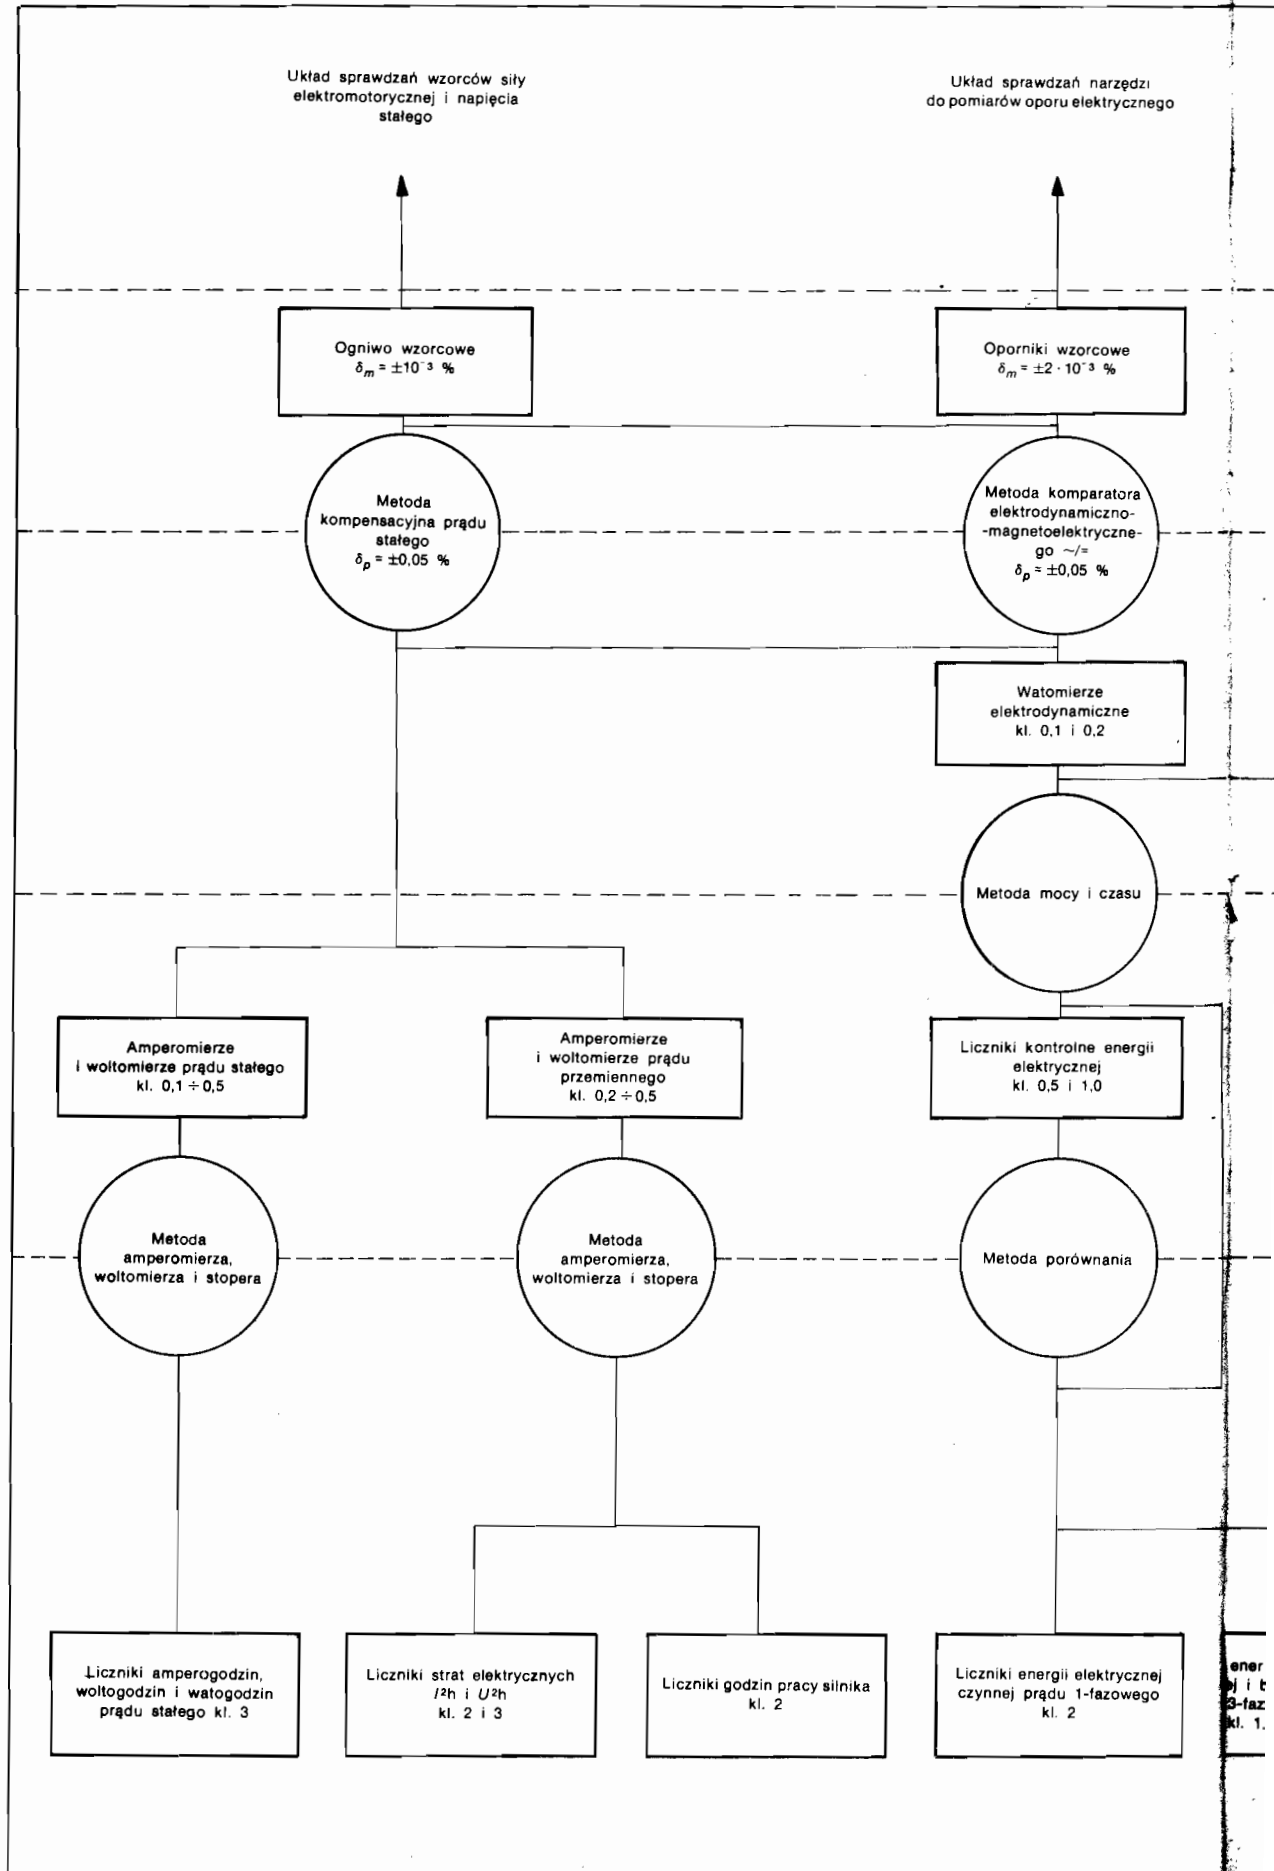 Układ sprawdzań wzorców siły
elektromotorycznej i napięcia
stałego
Układ sprawdzań narzędzi
do pomiarów oporu elektrycznego
Ogniwo wzorcowe
δm = ±10⁻³ %
Oporniki wzorcowe
δm = ±2 · 10⁻³ %
Metoda
kompensacyjna prądu
stałego
δp = ±0,05 %
Metoda komparatora
elektrodynamiczno-
-magnetoelektryczne-
go ~/=
δp = ±0,05 %
Watomierze
elektrodynamiczne
kl. 0,1 i 0,2
Metoda mocy i czasu
Amperomierze
i woltomierze prądu stałego
kl. 0,1 ÷ 0,5
Amperomierze
i woltomierze prądu
przemiennego
kl. 0,2 ÷ 0,5
Liczniki kontrolne energii
elektrycznej
kl. 0,5 i 1,0
Metoda
amperomierza,
woltomierza i stopera
Metoda
amperomierza,
woltomierza i stopera
Metoda porównania
Liczniki amperogodzin,
woltogodzin i watogodzin
prądu stałego kl. 3
Liczniki strat elektrycznych
I²h i U²h
kl. 2 i 3
Liczniki godzin pracy silnika
kl. 2
Liczniki energii elektrycznej
czynnej prądu 1-fazowego
kl. 2
ener
i
3-faz
kl. 1.